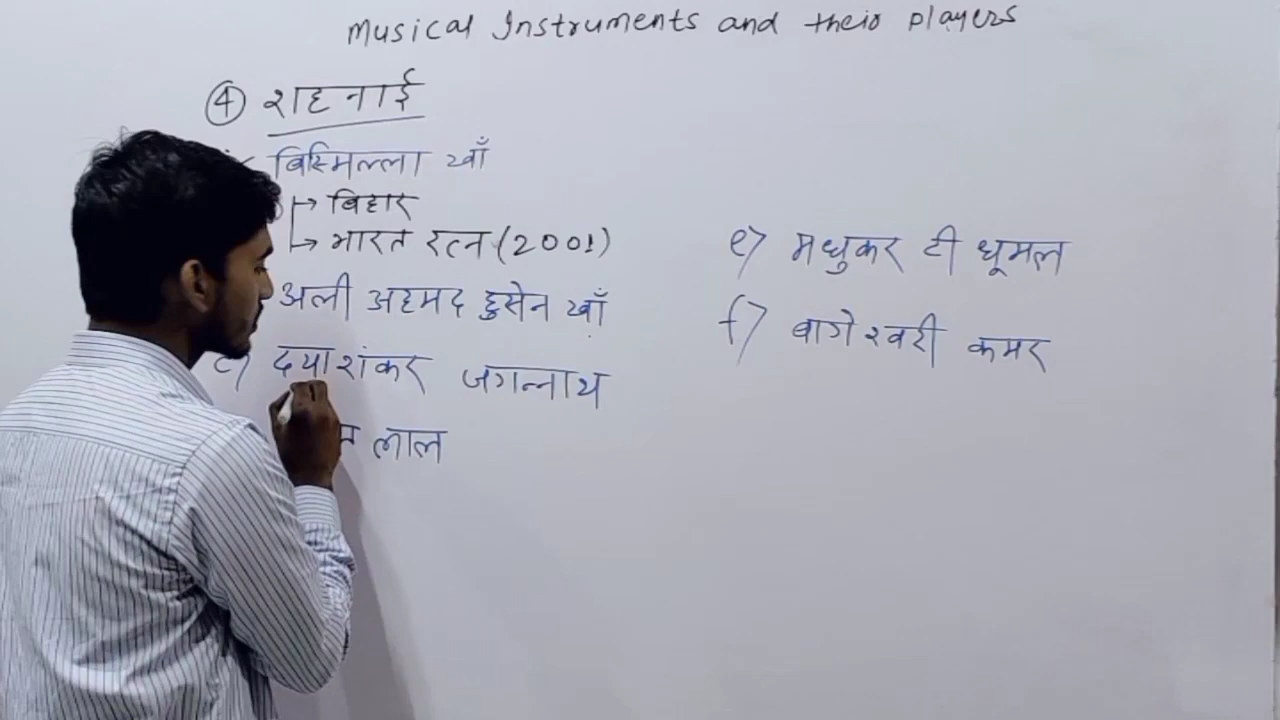 Musical Instruments and their players
④ शहनाई
बिस्मिल्ला खाँ
→ बिहार
→ भारत रत्न (2001)
अली अहमद हुसेन खाँ
c) दयाशंकर जगन्नाथ
लाल
e) मधुकर टी धूमल
f) बागेश्वरी कमर